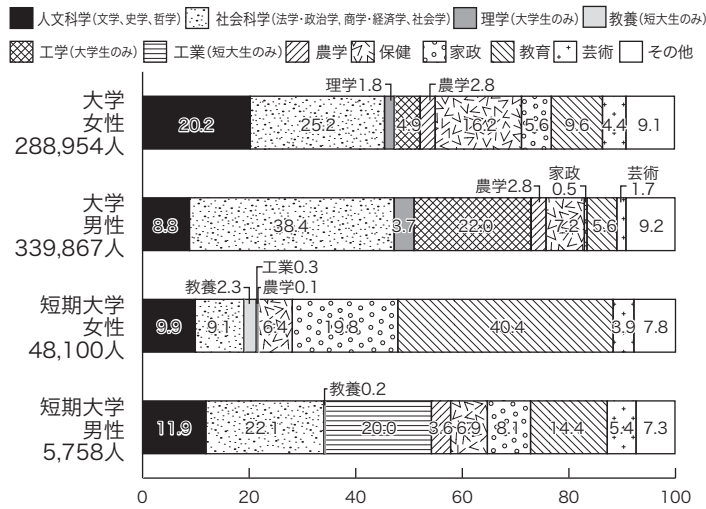 人文科学(文学、史学、哲学) 社会科学(法学・政治学、商学・経済学、社会学) 理学(大学生のみ) 教養(短大生のみ)
工学(大学生のみ) 工業(短大生のみ) 農学 保健 家政 教育 芸術 その他
理学1.8 農学2.8
大学
女性
288,954人
20.2 25.2 4.9 16.2 5.6 9.6 4.4 9.1
農学2.8 家政 0.5 芸術 1.7
大学
男性
339,867人
8.8 38.4 3.7 22.0 7.2 5.6 9.2
工業0.3
教養2.3 農学0.1
短期大学
女性
48,100人
9.9 9.1 6.4 19.8 40.4 3.9 7.8
教養0.2
短期大学
男性
5,758人
11.9 22.1 20.0 3.6 6.9 8.1 14.4 5.4 7.3
0 20 40 60 80 100